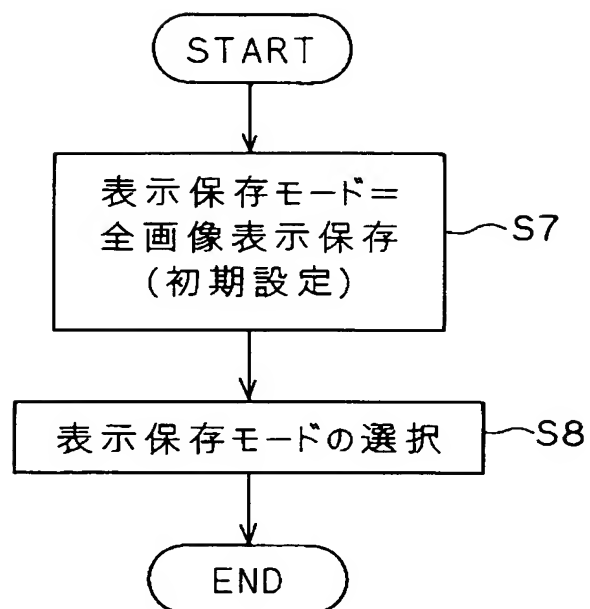 START
表示保存モード=
全画像表示保存
(初期設定)
S7
表示保存モードの選択
S8
END